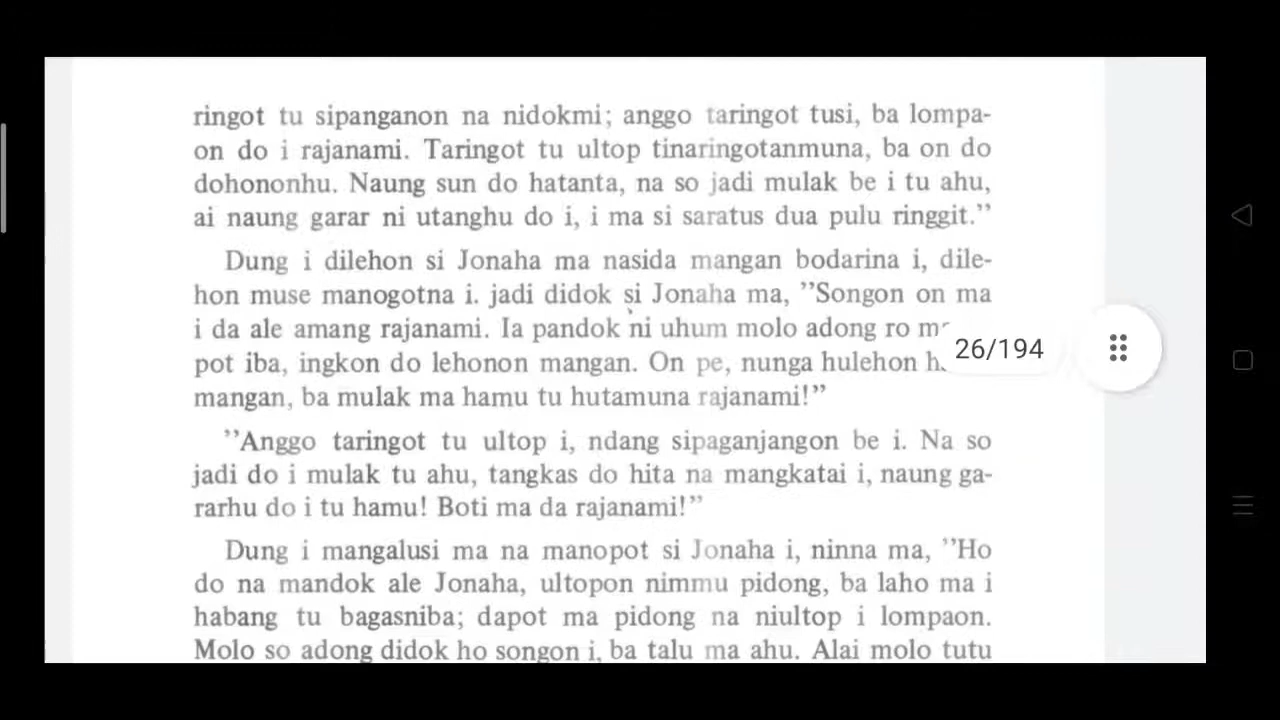 ringot tu sipanganon na nidokmi; anggo taringot tusi, ba lompa-
on do i rajanami. Taringot tu ultop tinaringotanmuna, ba on do
dohononhu. Naung sun do hatanta, na so jadi mulak be i tu ahu,
ai naung garar ni utanghu do i, i ma si saratus dua pulu ringgit.”
Dung i dilehon si Jonaha ma nasida mangan bodarina i, dile-
hon muse manogotna i. jadi didok si Jonaha ma, ”Songon on ma
i da ale amang rajanami. Ia pandok ni uhum molo adong ro
pot iba, ingkon do lehonon mangan. On pe, nunga hulehon
26/194
mangan, ba mulak ma hamu tu hutamuna rajanami!”
”Anggo taringot tu ultop i, ndang sipaganjangon be i. Na so
jadi do i mulak tu ahu, tangkas do hita na mangkatai i, naung ga-
rarhu do i tu hamu! Boti ma da rajanami!”
Dung i mangalusi ma na manopot si Jonaha i, ninna ma, ”Ho
do na mandok ale Jonaha, ultopon nimmu pidong, ba laho ma i
habang tu bagasniba; dapot ma pidong na niultop i lompaon.
Molo so adong didok ho songon i, ba talu ma ahu. Alai molo tutu